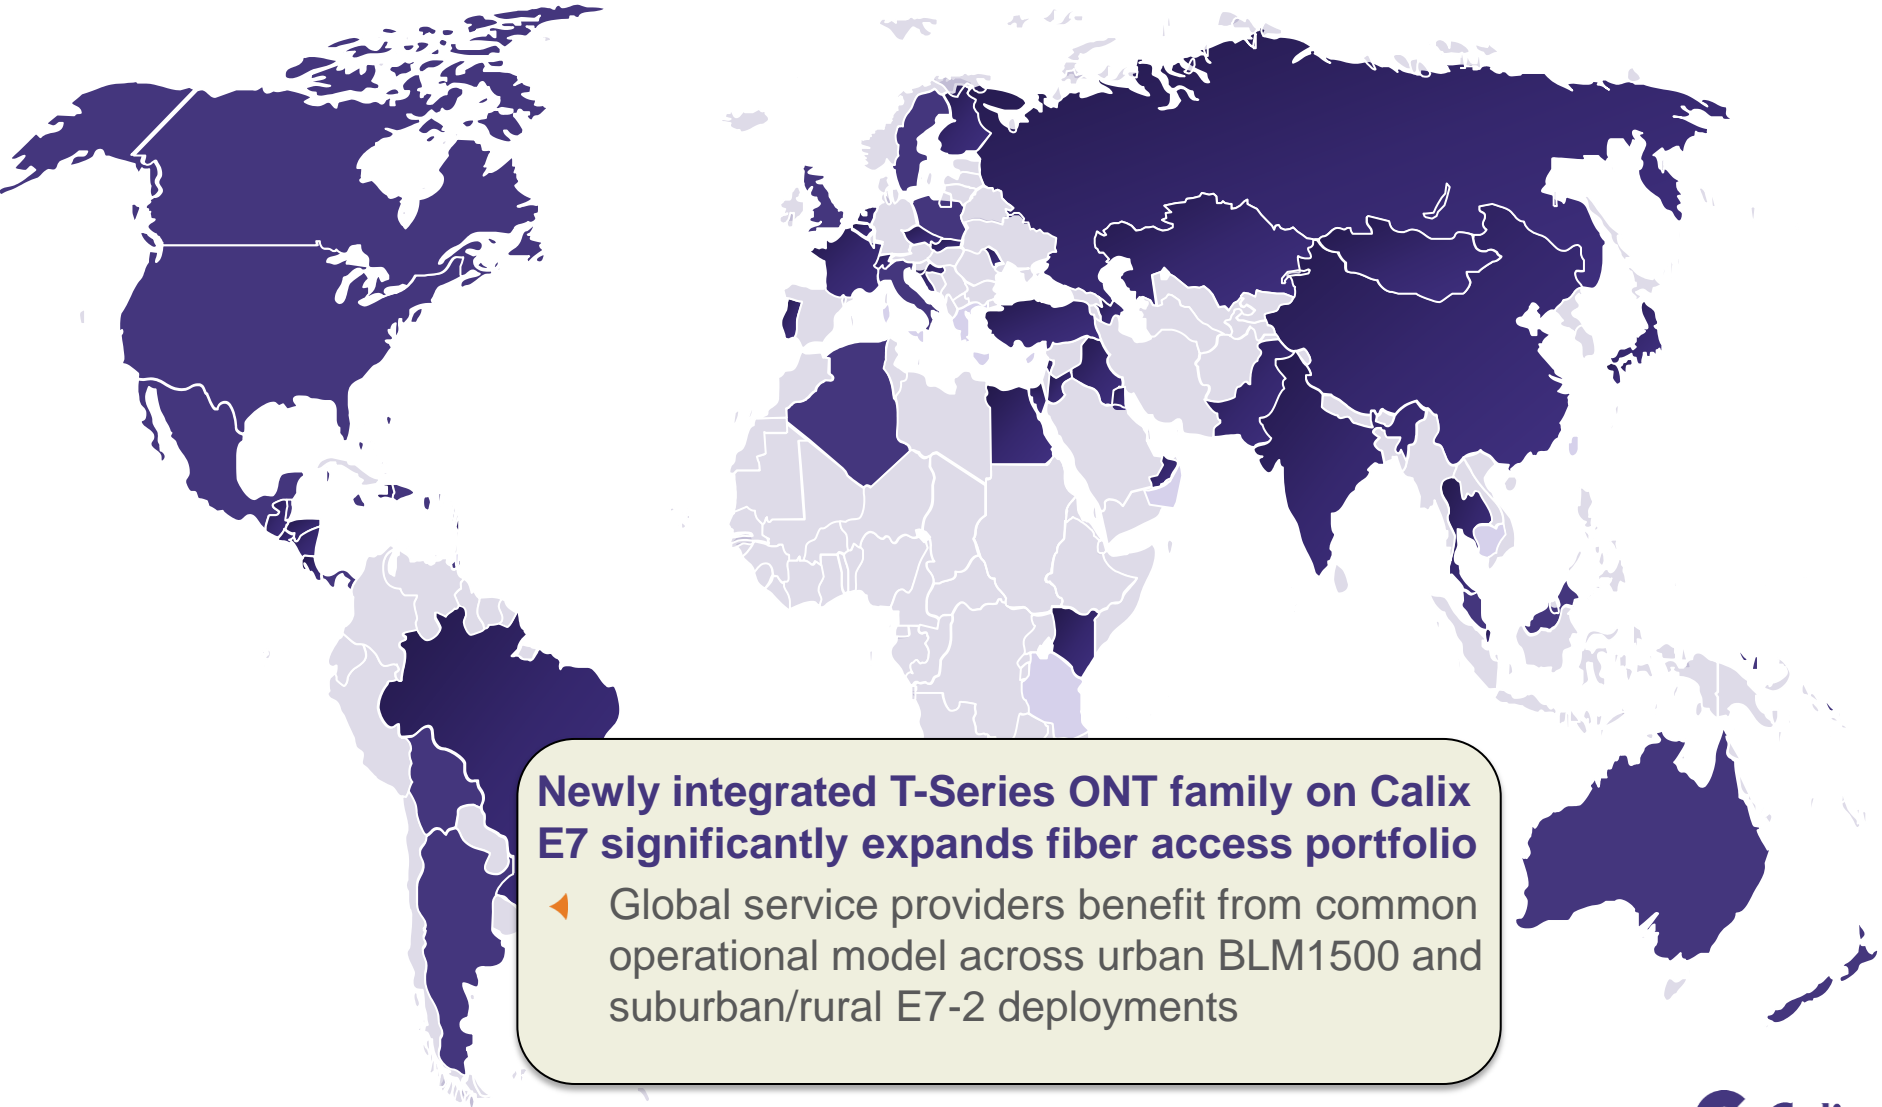 Newly integrated T-Series ONT family on Calix
E7 significantly expands fiber access portfolio
Global service providers benefit from common
operational model across urban BLM1500 and
suburban/rural E7-2 deployments